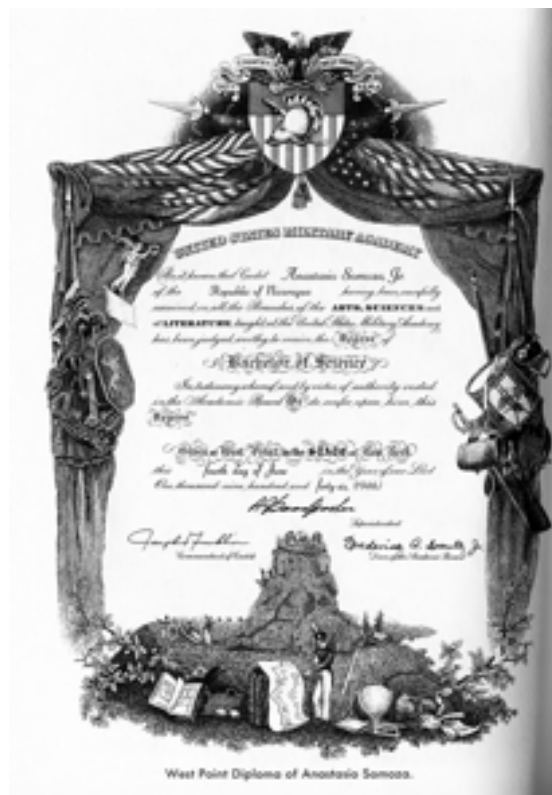 UNITED STATES MILITARY ACADEMY
Be it known that Cadet Anastasio Somoza, Jr.
of the Republic of Nicaragua having been carefully
examined on all the Branches of the ARTS, SCIENCES and
of LITERATURE taught at the United States Military Academy
has been judged worthy to receive the Degree of
Bachelor of Science
In testimony whereof and by virtue of authority vested
in the Academic Board We do confer upon him this
Degree
Given at West Point, in the STATE of New York
this fourth day of June in the Year of our Lord
One thousand nine hundred and forty-six
Superintendent
Commandant of Cadets
Dean of the Academic Board
West Point Diploma of Anastasio Somoza.